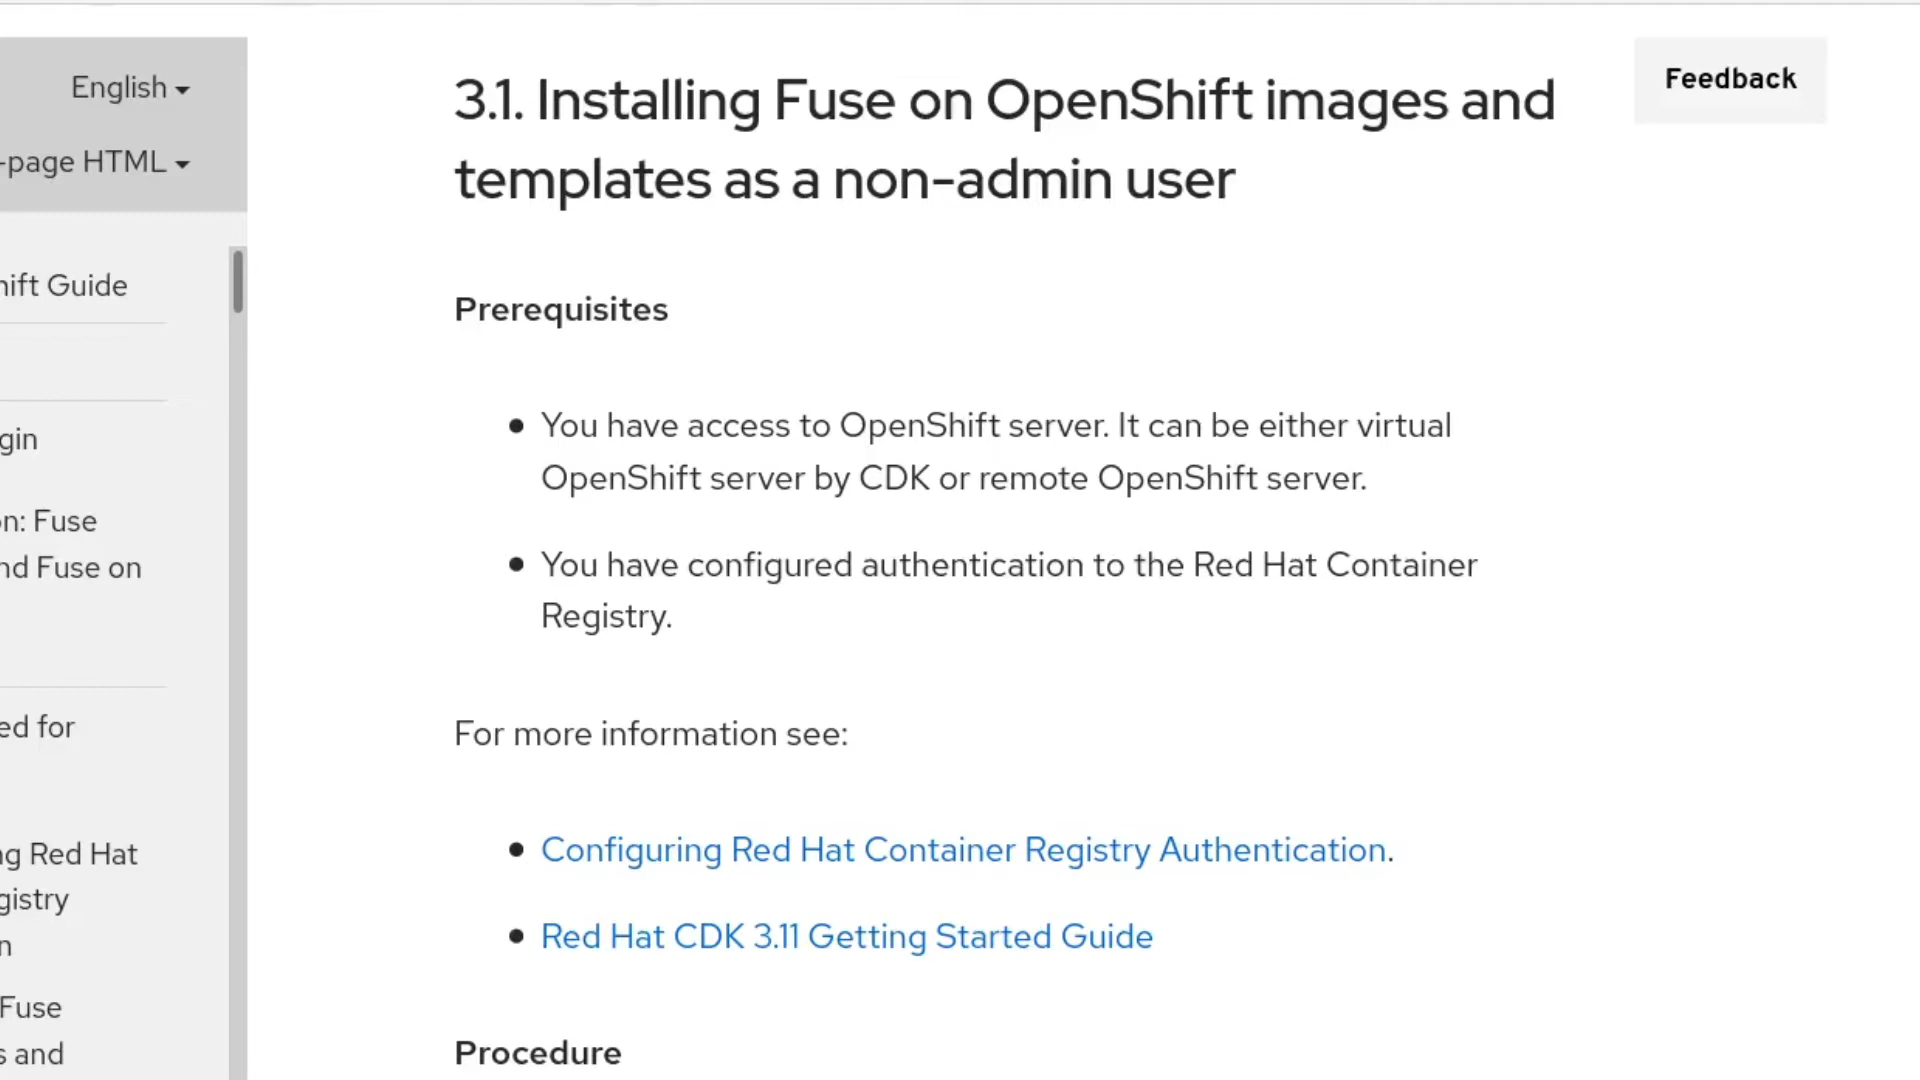 English
-page HTML
hift Guide
gin
on: Fuse
nd Fuse on
ed for
ng Red Hat
gistry
n
Fuse
s and
3.1. Installing Fuse on OpenShift images and
templates as a non-admin user
Feedback
Prerequisites
You have access to OpenShift server. It can be either virtual
OpenShift server by CDK or remote OpenShift server.
You have configured authentication to the Red Hat Container
Registry.
For more information see:
Configuring Red Hat Container Registry Authentication.
Red Hat CDK 3.11 Getting Started Guide
Procedure